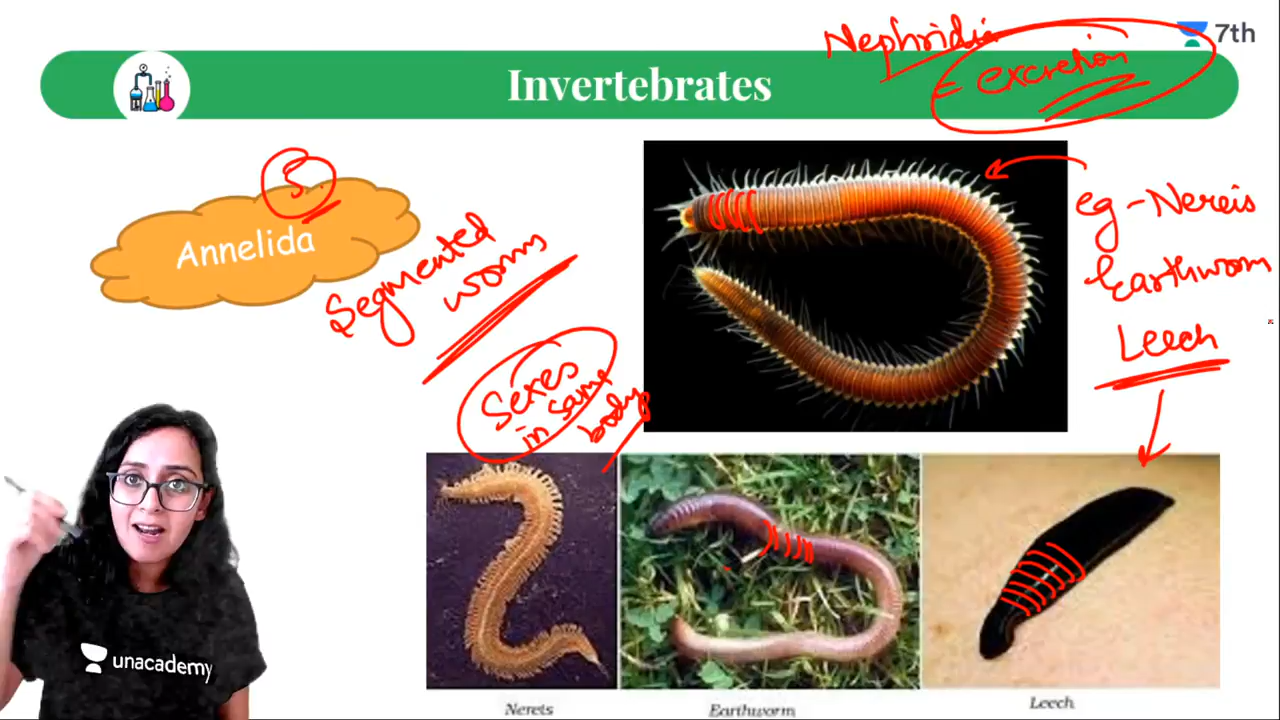 Nephridia
= excretion
7th
Invertebrates
5.
Annelida
Segmented
worms
eg - Nereis
Earthworm
Leech
Sexes
in same
body
unacademy
Nereis
Earthworm
Leech